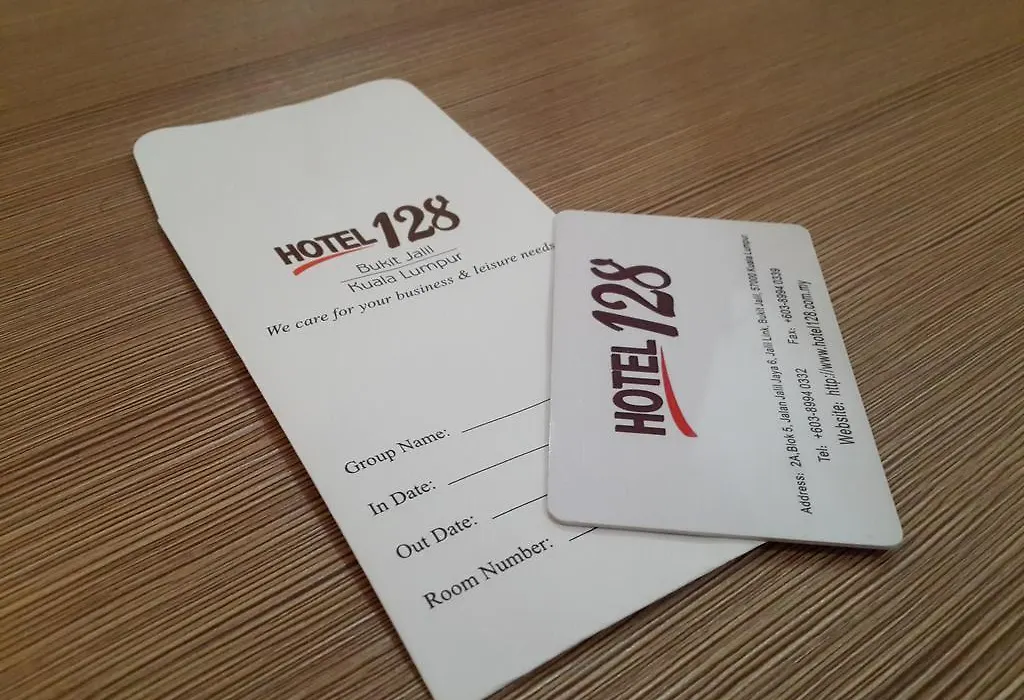 HOTEL 128
Bukit Jalil
Kuala Lumpur
We care for your business & leisure needs
Group Name:
In Date:
Out Date:
Room Number:
HOTEL 128
Address: 2A, Blok 5, Jalan Jalil Jaya 6, Jalil Link, Bukit Jalil, 57000 Kuala Lumpur
Tel: +603-8994 0332 Fax: +603-8994 0339
Website: http://www.hotel128.com.my